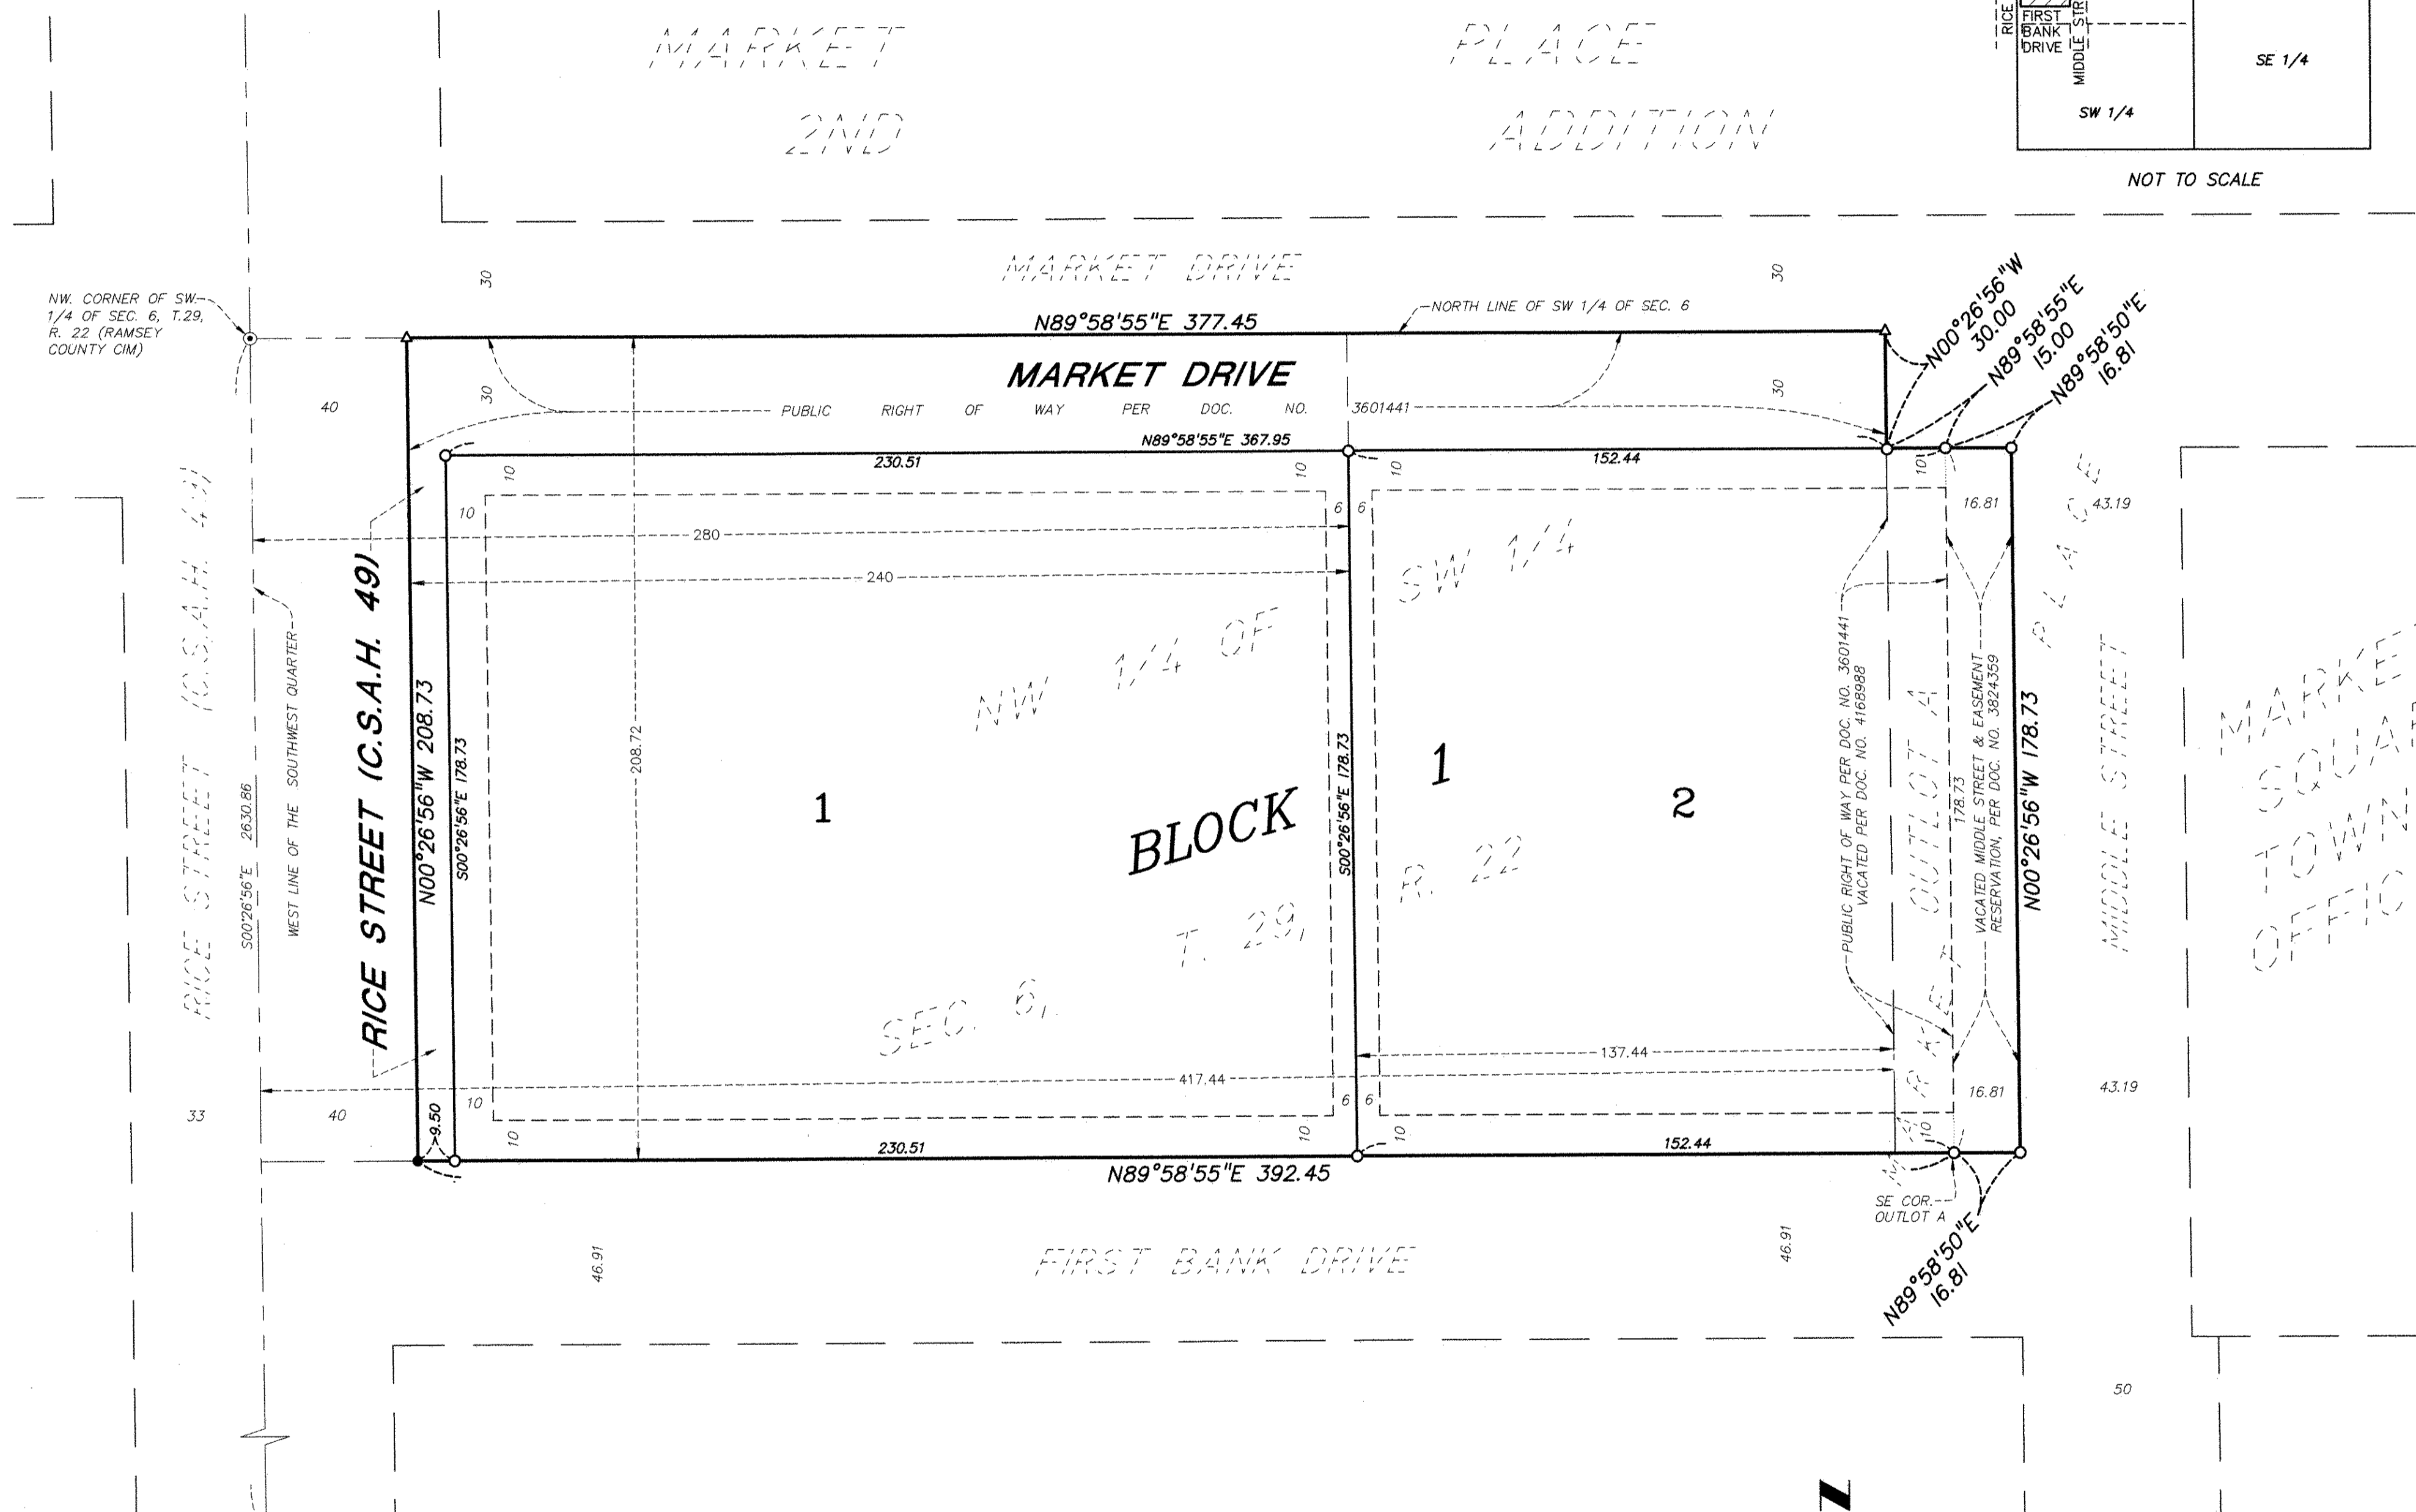 MARKET PLACE
2ND ADDITION
RICE
FIRST
BANK
DRIVE
SW 1/4
SE 1/4
NOT TO SCALE
NW. CORNER OF SW.
1/4 OF SEC. 6, T.29,
R. 22 (RAMSEY
COUNTY CIM)
30
MARKET DRIVE
30
NORTH LINE OF SW 1/4 OF SEC. 6
N89°58'55"E 377.45
N00°26'56"W
30.00
N89°58'55"E
15.00
N89°58'50"E
16.81
MARKET DRIVE
40
30
PUBLIC RIGHT OF WAY PER DOC. NO. 3601441
30
N89°58'55"E 367.95
230.51
152.44
10
10
10
10
10
6
6
16.81
43.19
280
240
RICE STREET (C.S.A.H. 49)
S00°26'56"E 2630.86
WEST LINE OF THE SOUTHWEST QUARTER
RICE STREET (C.S.A.H. 49)
N00°26'56"W 208.73
S00°26'56"E 178.73
208.72
NW 1/4 OF SW 1/4
SEC. 6, T. 29, R. 22
1
BLOCK 1
2
S00°26'56"E 178.73
PUBLIC RIGHT OF WAY PER DOC. NO. 3601441
VACATED PER DOC. NO. 4168988
OUTLOT A
178.73
VACATED MIDDLE STREET & EASEMENT
RESERVATION, PER DOC. NO. 3824359
N00°26'56"W 178.73
MARKET PLACE
MIDDLE STREET
MARKE
SQUA
TOWN
OFFIC
137.44
417.44
33
40
9.50
10
10
10
6
6
10
10
16.81
43.19
230.51
152.44
N89°58'55"E 392.45
SE COR.
OUTLOT A
N89°58'50"E
16.81
46.91
FIRST BANK DRIVE
46.91
50